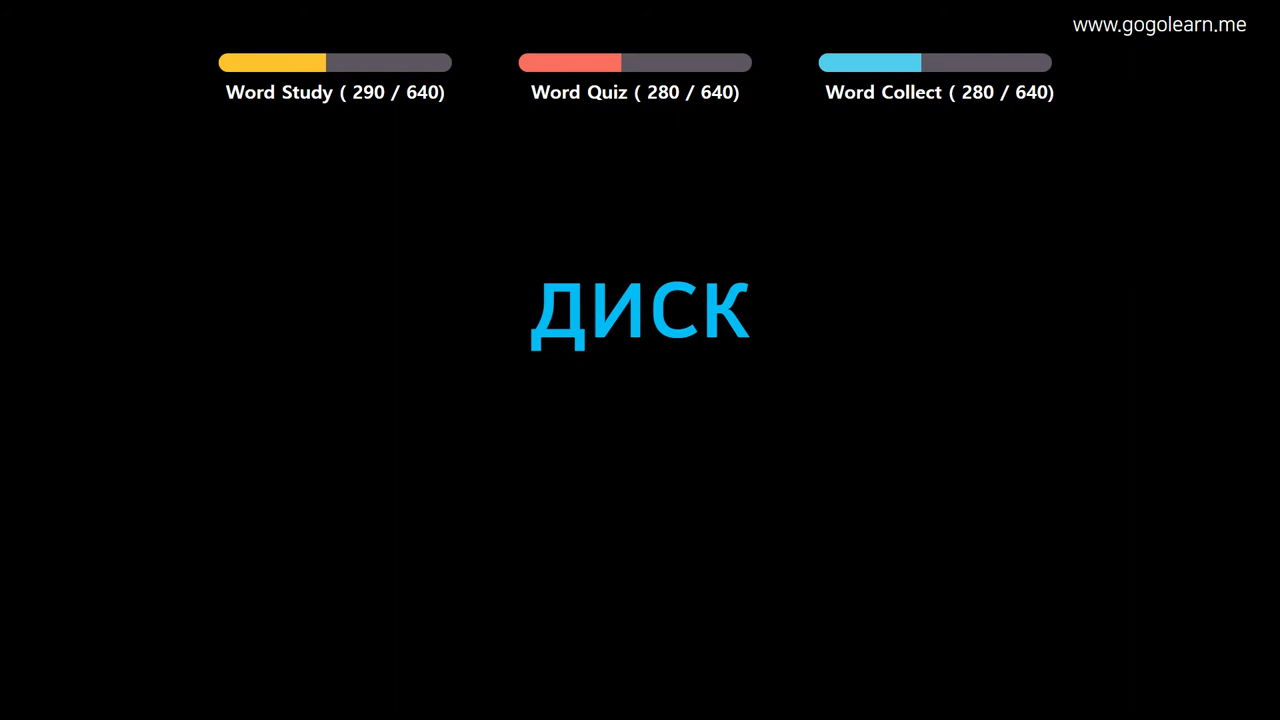 www.gogolearn.me
Word Study ( 290 / 640)
Word Quiz ( 280 / 640)
Word Collect ( 280 / 640)
диск